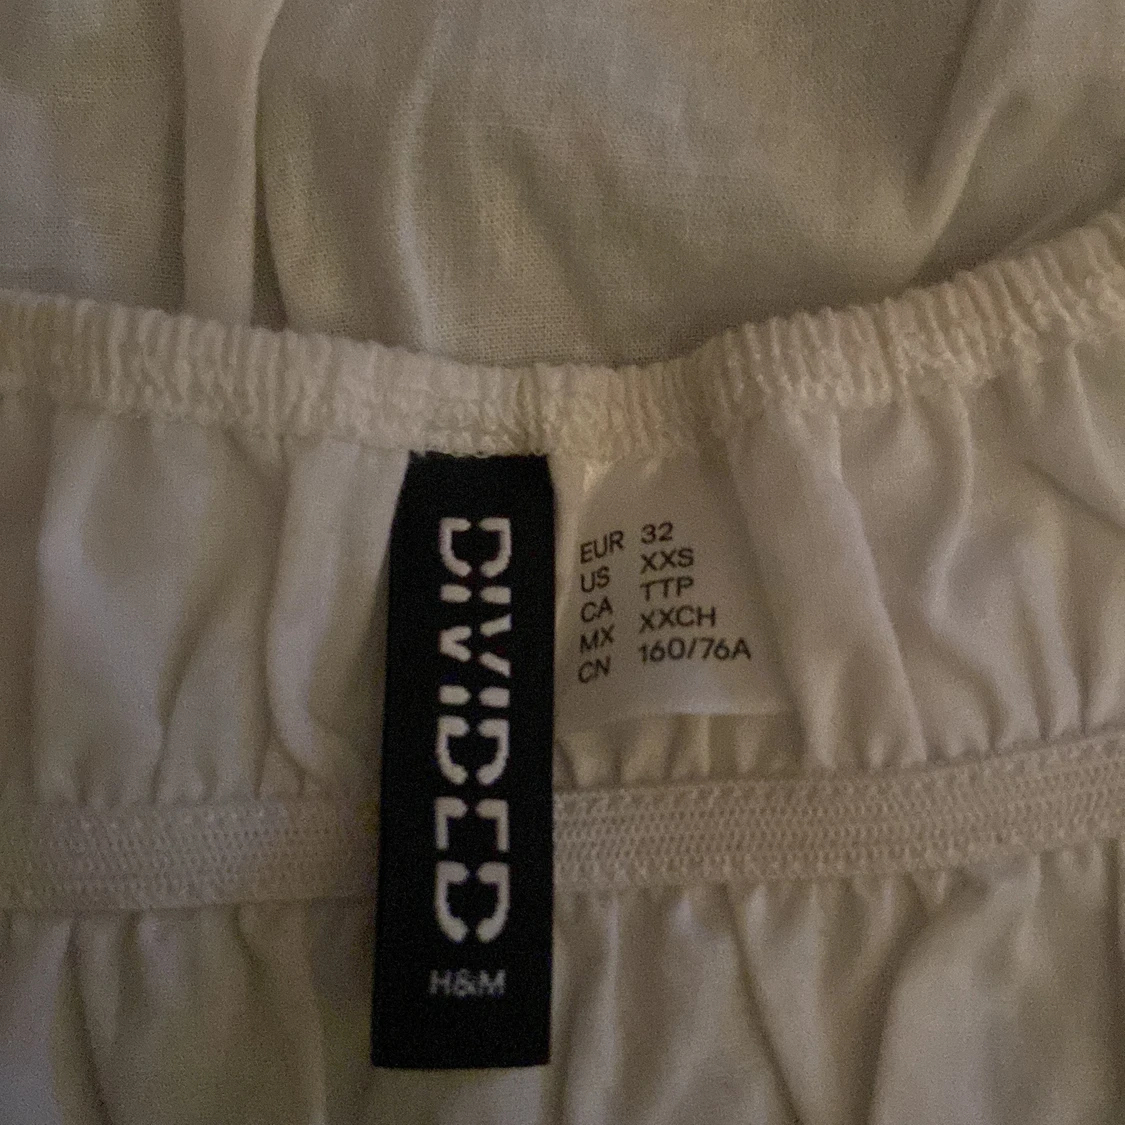 DIVIDED
H&M
EUR 32
US XXS
CA TTP
MX XXCH
CN 160/76A